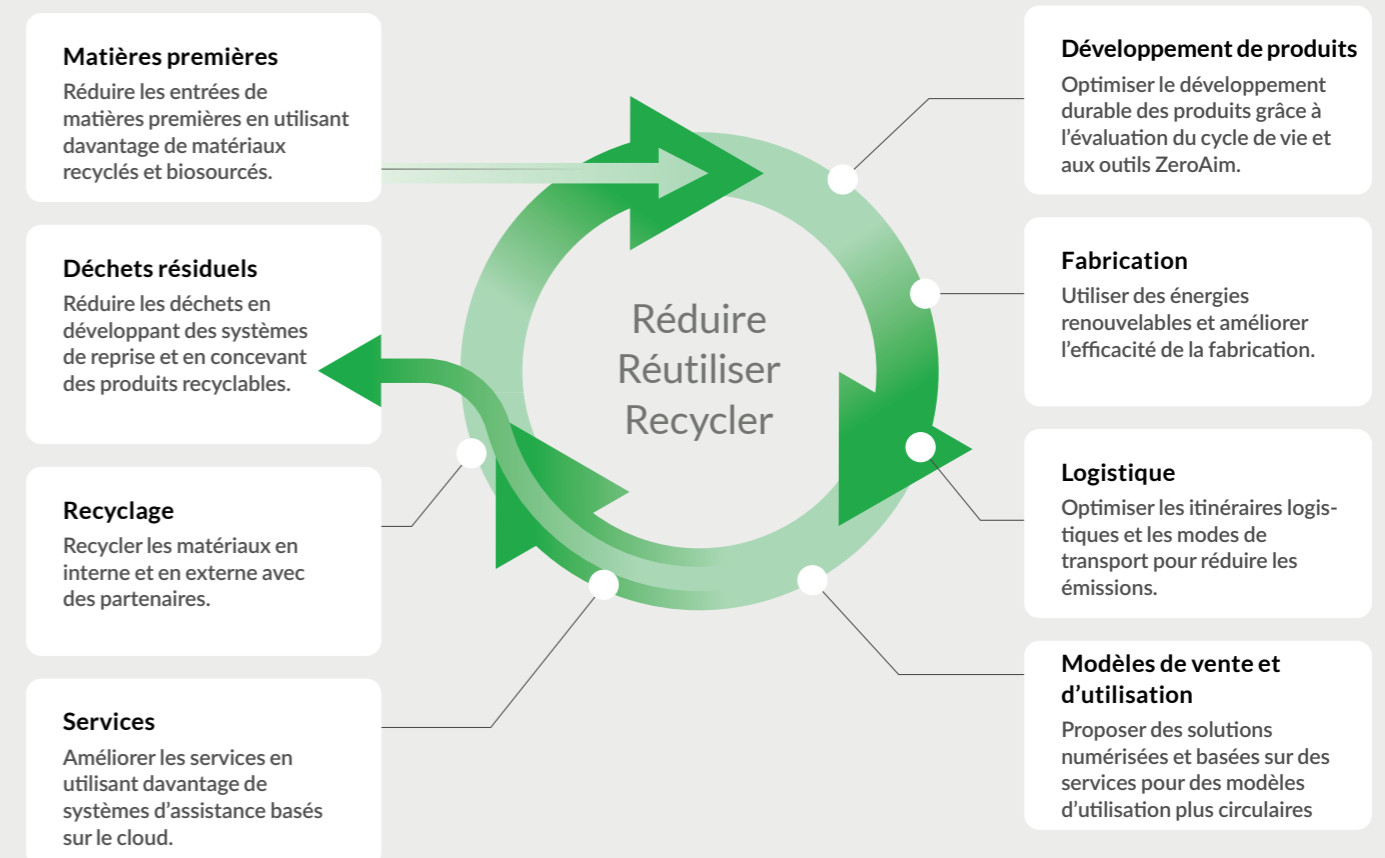 Matières premières
Réduire les entrées de
matières premières en utilisant
davantage de matériaux
recyclés et biosourcés.
Déchets résiduels
Réduire les déchets en
développant des systèmes
de reprise et en concevant
des produits recyclables.
Recyclage
Recycler les matériaux en
interne et en externe avec
des partenaires.
Services
Améliorer les services en
utilisant davantage de
systèmes d’assistance basés
sur le cloud.
Réduire
Réutiliser
Recycler
Développement de produits
Optimiser le développement
durable des produits grâce à
l’évaluation du cycle de vie et
aux outils ZeroAim.
Fabrication
Utiliser des énergies
renouvelables et améliorer
l’efficacité de la fabrication.
Logistique
Optimiser les itinéraires logis-
tiques et les modes de
transport pour réduire les
émissions.
Modèles de vente et
d’utilisation
Proposer des solutions
numérisées et basées sur des
services pour des modèles
d’utilisation plus circulaires